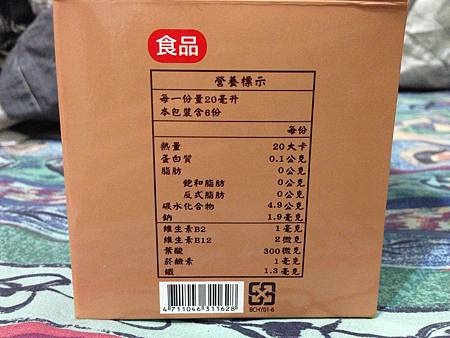 食品
營養標示
每一份量20毫升
本包裝含6份
每份
熱量 20大卡
蛋白質 0.1公克
脂肪 0公克
飽和脂肪 0公克
反式脂肪 0公克
碳水化合物 4.9公克
鈉 1.9毫克
維生素B2 1毫克
維生素B12 2微克
葉酸 300微克
菸鹼素 1毫克
鐵 1.3毫克
4711046311628
BCHY01-6